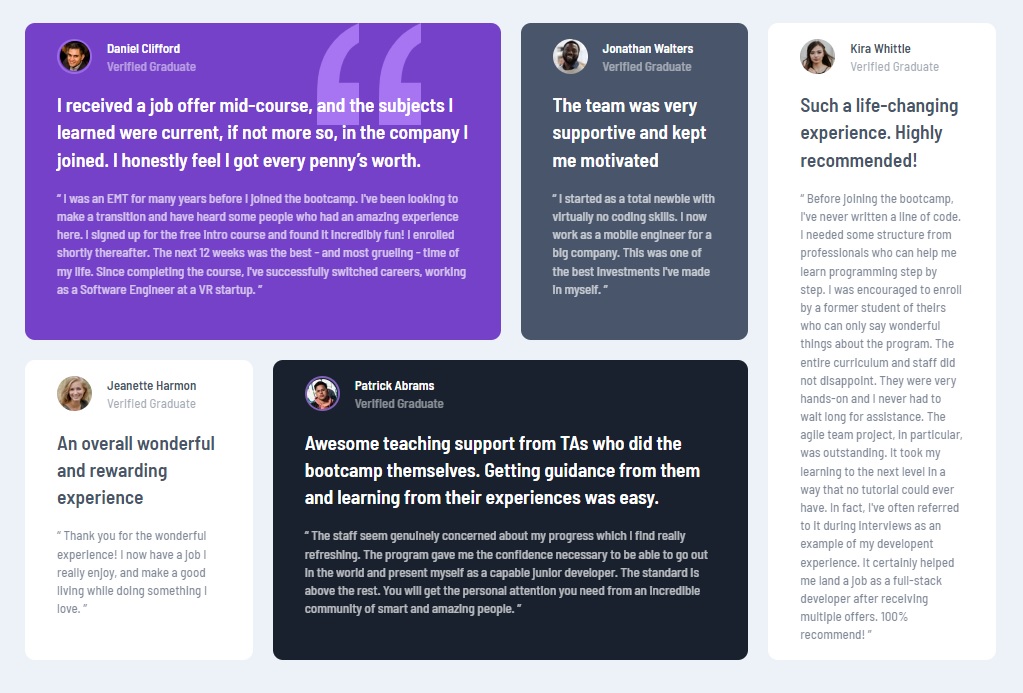 Daniel Clifford
Verified Graduate
I received a job offer mid-course, and the subjects I
learned were current, if not more so, in the company I
joined. I honestly feel I got every penny’s worth.
“ I was an EMT for many years before I joined the bootcamp. I’ve been looking to
make a transition and have heard some people who had an amazing experience
here. I signed up for the free intro course and found it incredibly fun! I enrolled
shortly thereafter. The next 12 weeks was the best - and most grueling - time of
my life. Since completing the course, I’ve successfully switched careers, working
as a Software Engineer at a VR startup. ”
Jonathan Walters
Verified Graduate
The team was very
supportive and kept
me motivated
“ I started as a total newbie with
virtually no coding skills. I now
work as a mobile engineer for a
big company. This was one of
the best investments I’ve made
in myself. ”
Kira Whittle
Verified Graduate
Such a life-changing
experience. Highly
recommended!
“ Before joining the bootcamp,
I’ve never written a line of code.
I needed some structure from
professionals who can help me
learn programming step by
step. I was encouraged to enroll
by a former student of theirs
who can only say wonderful
things about the program. The
entire curriculum and staff did
not disappoint. They were very
hands-on and I never had to
wait long for assistance. The
agile team project, in particular,
was outstanding. It took my
learning to the next level in a
way that no tutorial could ever
have. In fact, I’ve often referred
to it during interviews as an
example of my developent
experience. It certainly helped
me land a job as a full-stack
developer after receiving
multiple offers. 100%
recommend! ”
Jeanette Harmon
Verified Graduate
An overall wonderful
and rewarding
experience
“ Thank you for the wonderful
experience! I now have a job I
really enjoy, and make a good
living while doing something I
love. ”
Patrick Abrams
Verified Graduate
Awesome teaching support from TAs who did the
bootcamp themselves. Getting guidance from them
and learning from their experiences was easy.
“ The staff seem genuinely concerned about my progress which I find really
refreshing. The program gave me the confidence necessary to be able to go out
in the world and present myself as a capable junior developer. The standard is
above the rest. You will get the personal attention you need from an incredible
community of smart and amazing people. ”